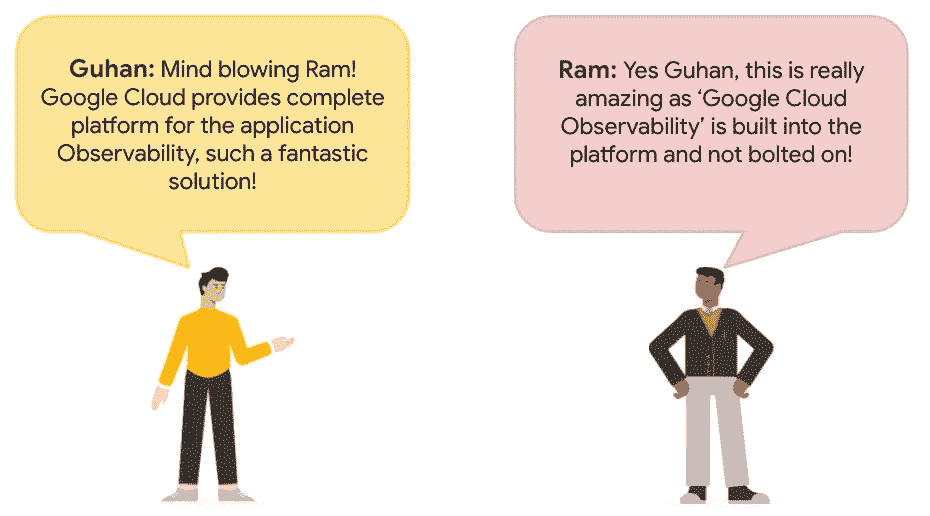 Guhan: Mind blowing Ram!
Google Cloud provides complete
platform for the application
Observability, such a fantastic
solution!
Ram: Yes Guhan, this is really
amazing as ‘Google Cloud
Observability’ is built into the
platform and not bolted on!